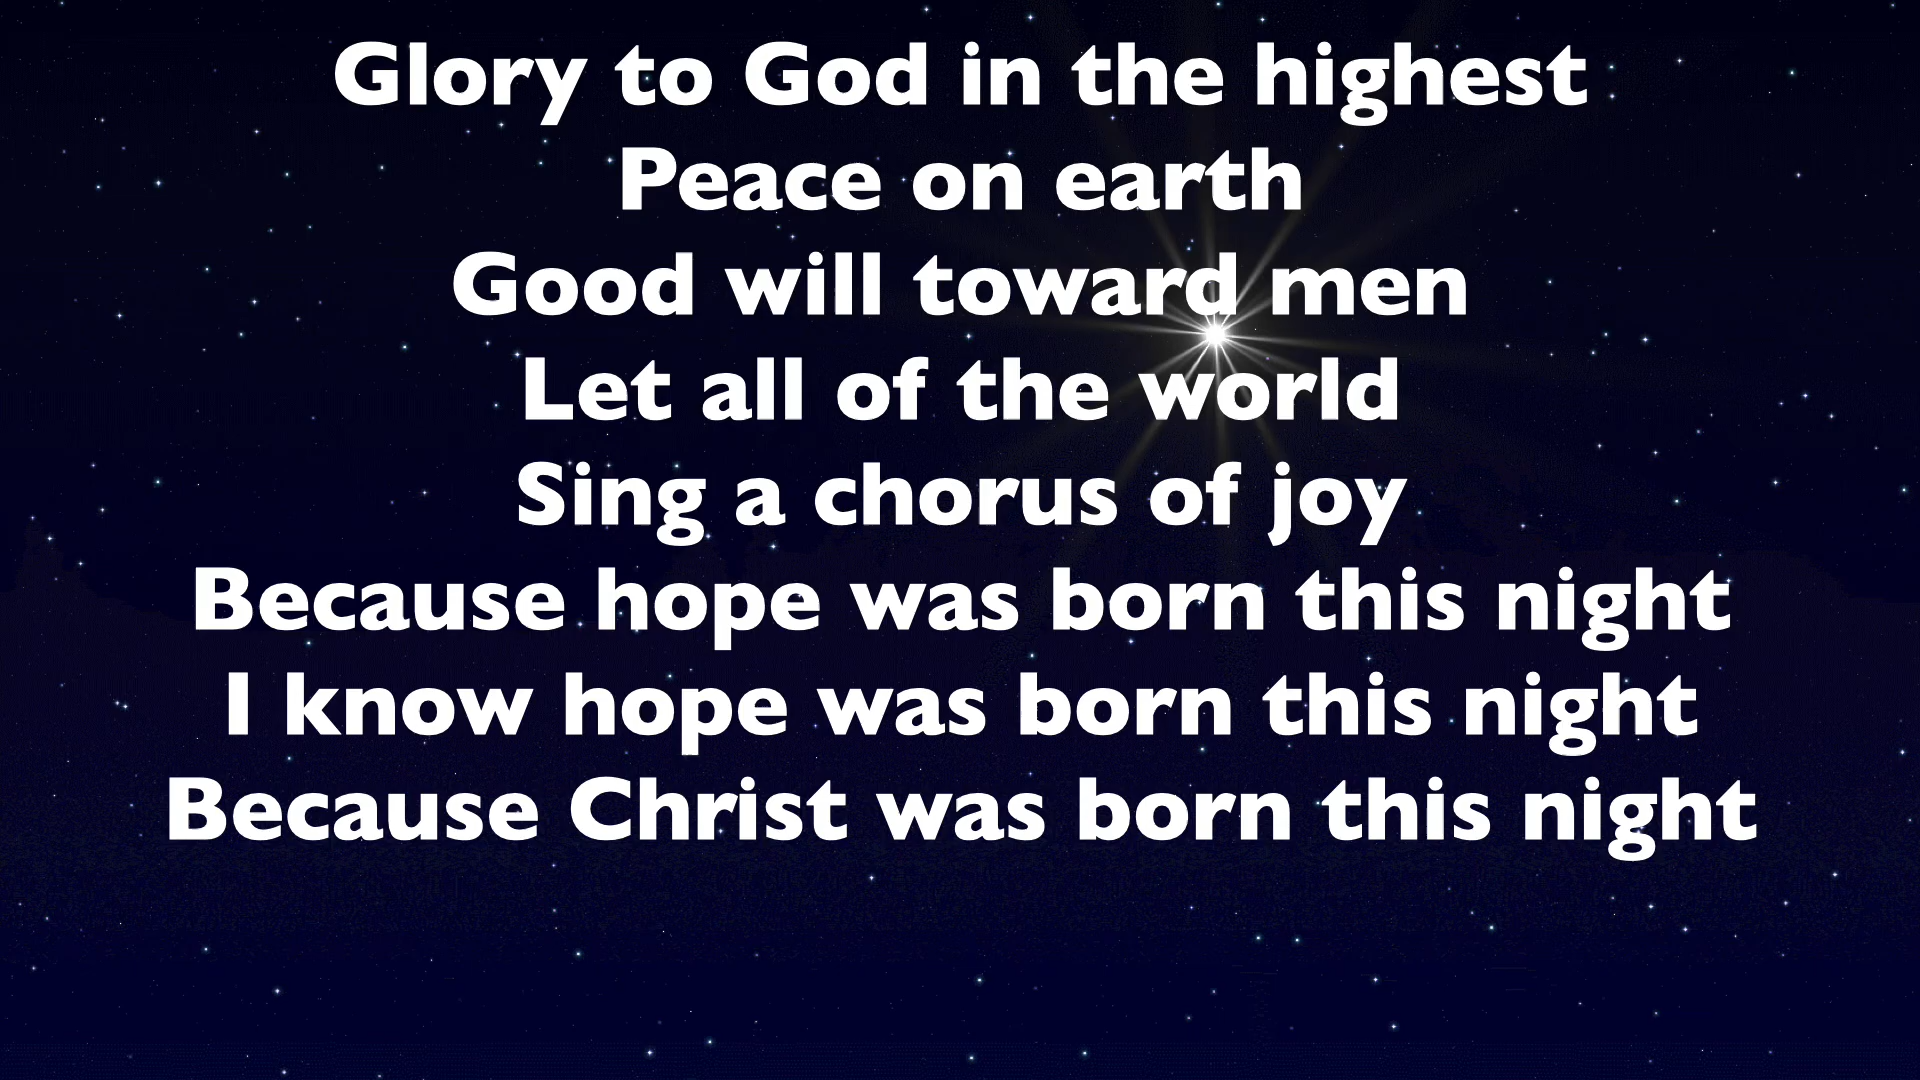 Glory to God in the highest
Peace on earth
Good will toward men
Let all of the world
Sing a chorus of joy
Because hope was born this night
I know hope was born this night
Because Christ was born this night